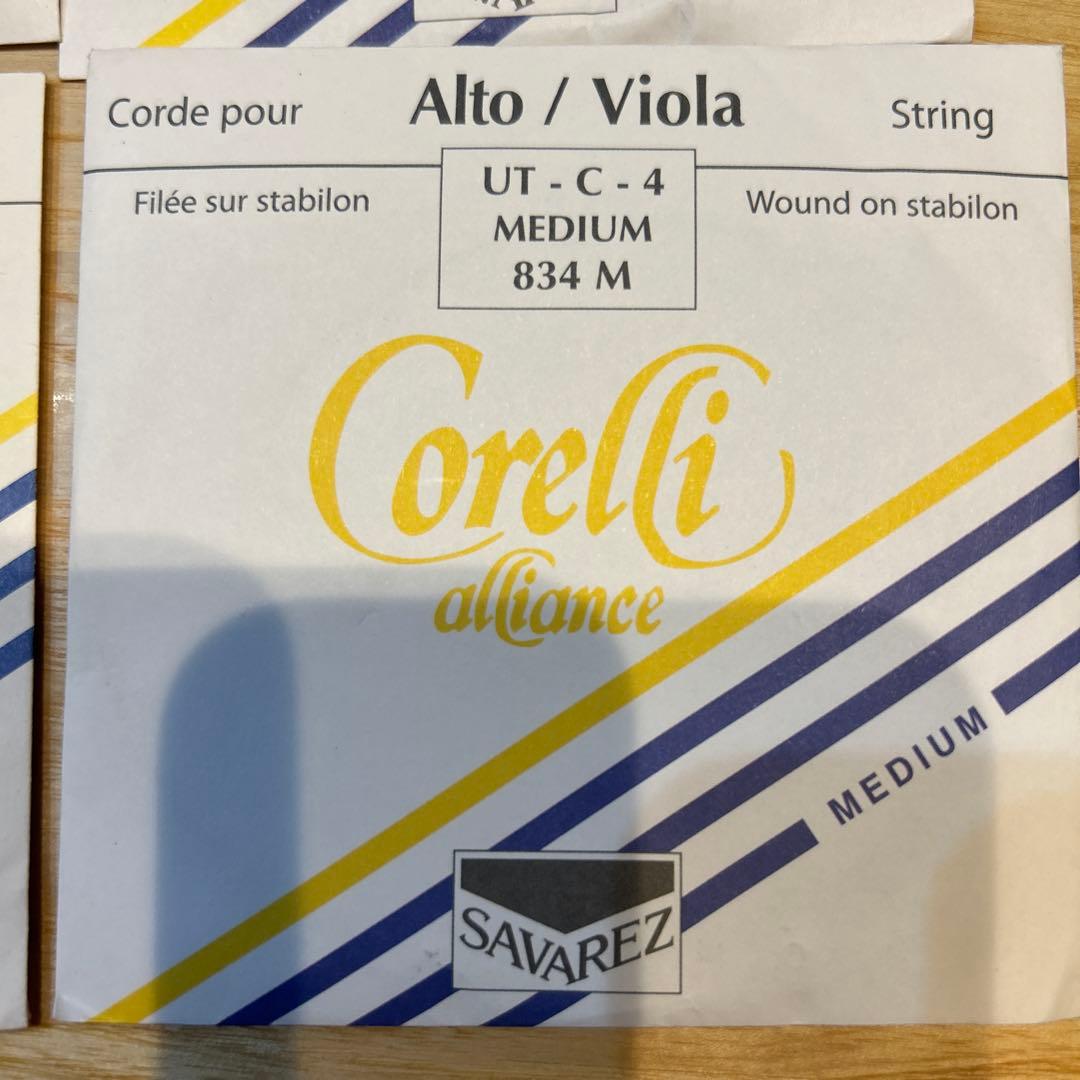 Corde pour Alto / Viola String
UT - C - 4
Filée sur stabilon MEDIUM Wound on stabilon
834 M
Corelli
alliance
MEDIUM
SAVAREZ